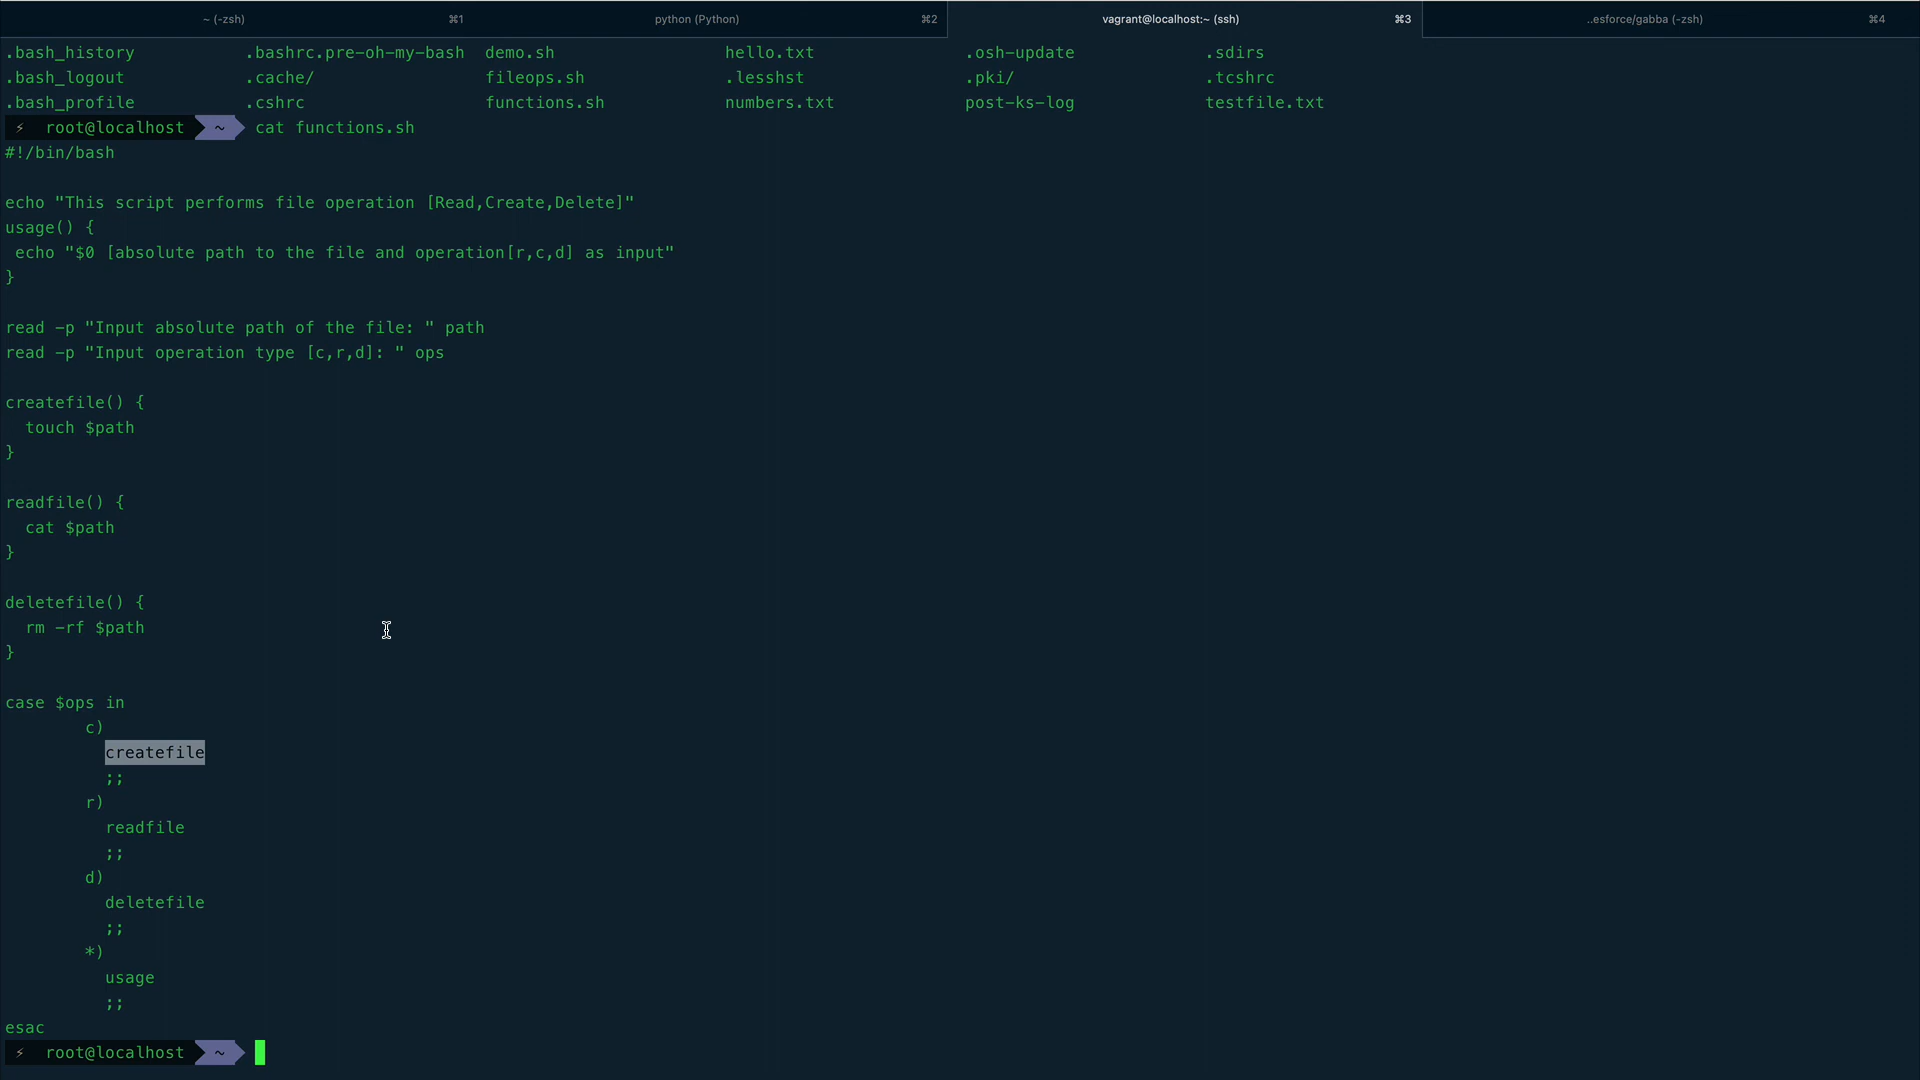 ~ (-zsh) ⌘1 python (Python) ⌘2 vagrant@localhost:~ (ssh) ⌘3 ..esforce/gabba (-zsh) ⌘4
.bash_history .bashrc.pre-oh-my-bash demo.sh hello.txt .osh-update .sdirs
.bash_logout .cache/ fileops.sh .lesshst .pki/ .tcshrc
.bash_profile .cshrc functions.sh numbers.txt post-ks-log testfile.txt
⚡ root@localhost ~ cat functions.sh
#!/bin/bash
echo "This script performs file operation [Read,Create,Delete]"
usage() {
 echo "$0 [absolute path to the file and operation[r,c,d] as input"
}
read -p "Input absolute path of the file: " path
read -p "Input operation type [c,r,d]: " ops
createfile() {
  touch $path
}
readfile() {
  cat $path
}
deletefile() {
  rm -rf $path
}
case $ops in
        c)
          createfile
          ;;
        r)
          readfile
          ;;
        d)
          deletefile
          ;;
        *)
          usage
          ;;
esac
⚡ root@localhost ~